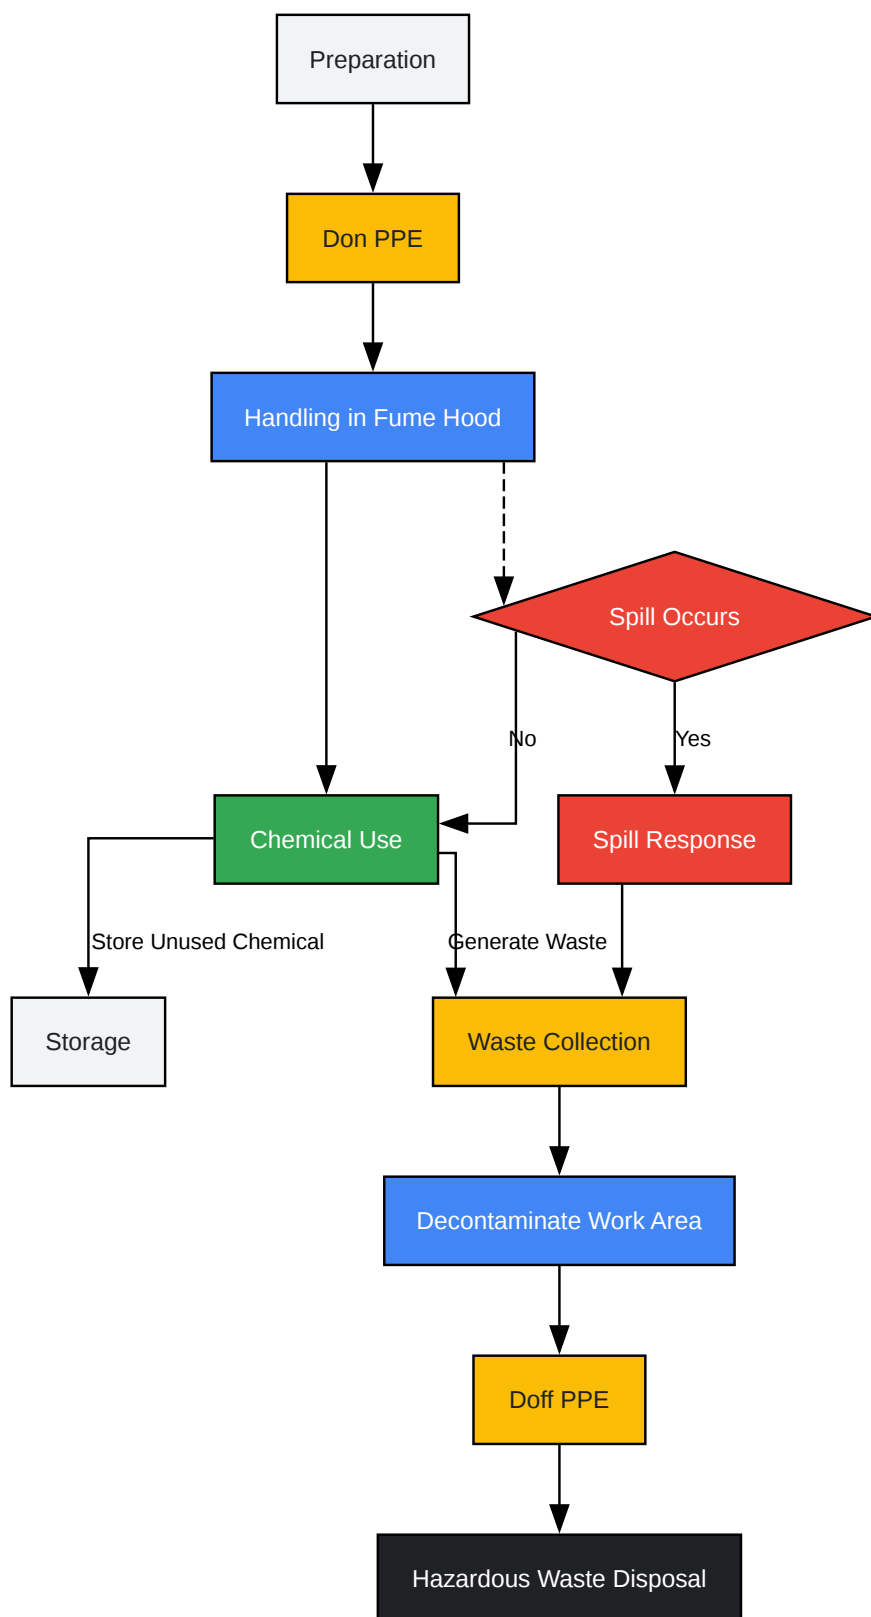 Preparation
Don PPE
Handling in Fume Hood
Spill Occurs
No
Yes
Chemical Use
Spill Response
Store Unused Chemical
Generate Waste
Storage
Waste Collection
Decontaminate Work Area
Doff PPE
Hazardous Waste Disposal